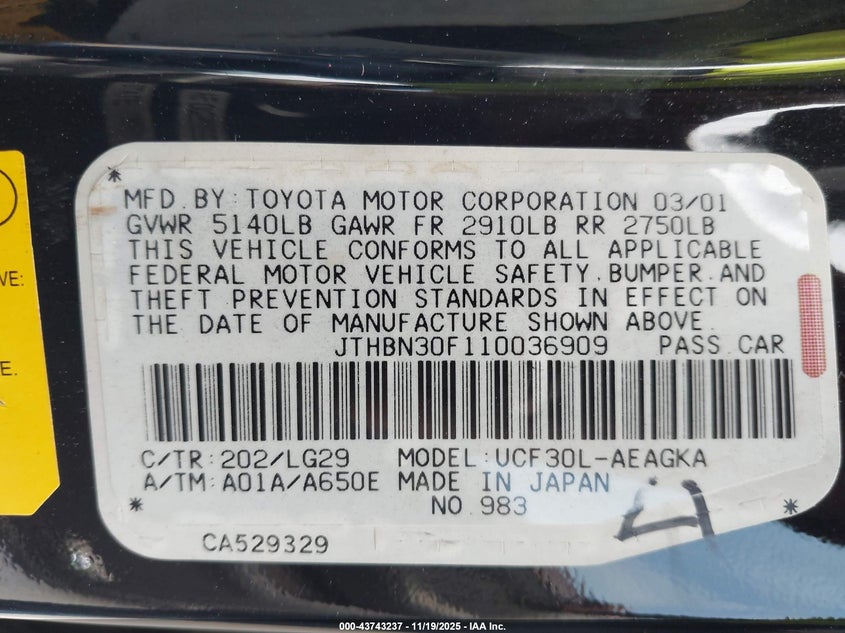 MFD.BY:TOYOTA MOTOR CORPORATION 03/01
GVWR 5140LB GAWR FR 2910LB RR 2750LB
THIS VEHICLE CONFORMS TO ALL APPLICABLE
FEDERAL MOTOR VEHICLE SAFETY.BUMPER.AND
THEFT PREVENTION STANDARDS IN EFFECT ON
THE DATE OF MANUFACTURE SHOWN ABOVE.
JTHBN30F110036909 PASS.CAR
C/TR:202/LG29 MODEL:UCF30L-AEAGKA
A/TM:A01A/A650E MADE IN JAPAN
NO.983
CA529329
VE:
E.
000-43743237 - 11/19/2025 - IAA Inc.